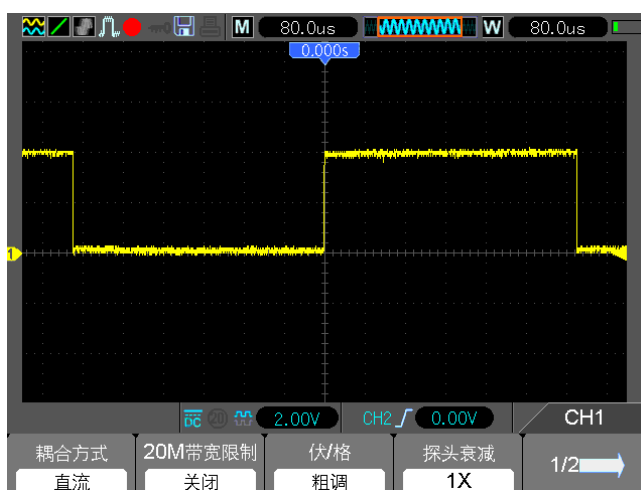 M 80.0us W 80.0us
0.000s
1
DC 20 2.00V CH2 0.00V CH1
耦合方式 20M带宽限制 伏/格 探头衰减 1/2
直流 关闭 粗调 1X